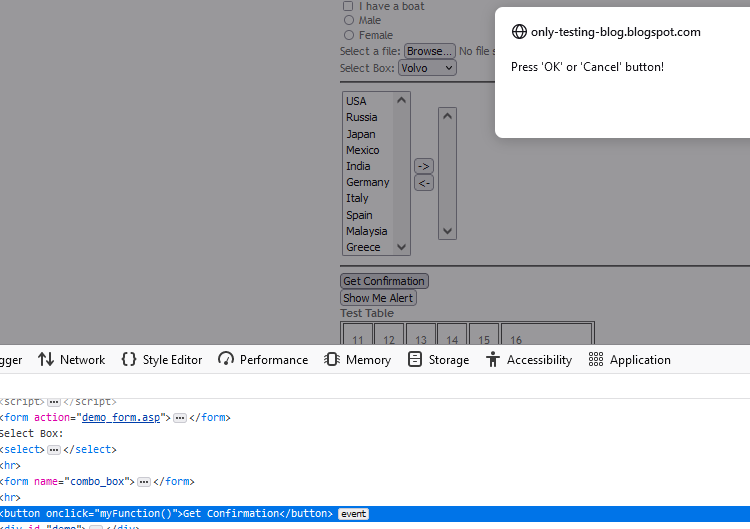 I have a boat
Male
Female
Select a file: Browse... No file s
Select Box: Volvo
only-testing-blog.blogspot.com
Press 'OK' or 'Cancel' button!
USA
Russia
Japan
Mexico
India
Germany
Italy
Spain
Malaysia
Greece
->
<-
Get Confirmation
Show Me Alert
Test Table
11 12 13 14 15 16
gger Network Style Editor Performance Memory Storage Accessibility Application
<script>···</script>
<form action="demo_form.asp">···</form>
Select Box:
<select>···</select>
<hr>
<form name="combo_box">···</form>
<hr>
<button onclick="myFunction()">Get Confirmation</button> event
<div id="demo">···</div>